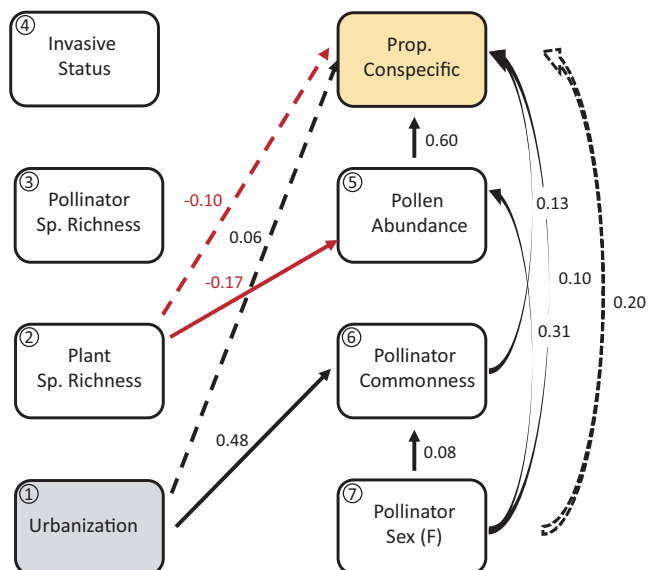 ④
Invasive
Status
Prop.
Conspecific
0.60
③
Pollinator
Sp. Richness
-0.10
0.06
⑤
Pollen
Abundance
0.13
-0.17
0.10
0.20
0.31
②
Plant
Sp. Richness
⑥
Pollinator
Commonness
0.48
0.08
①
Urbanization
⑦
Pollinator
Sex (F)